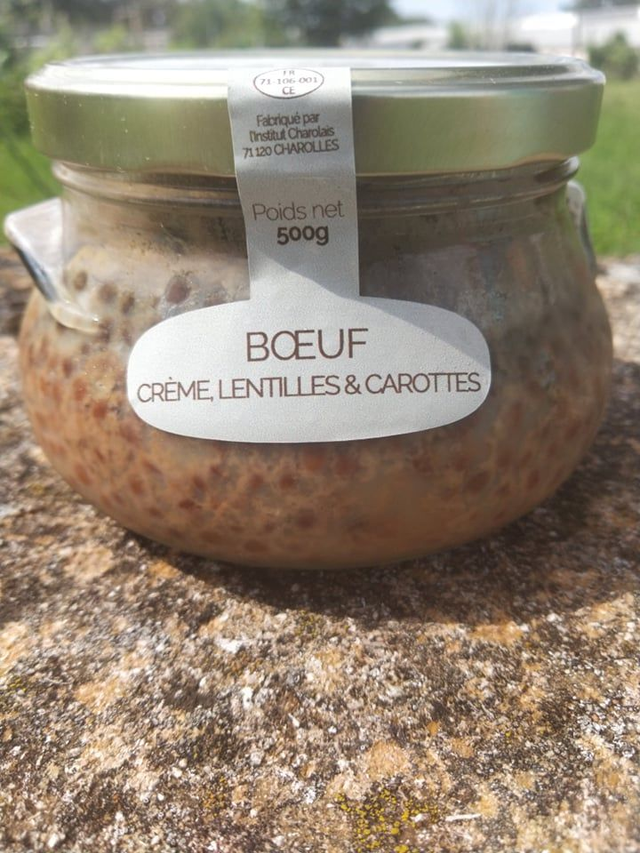 FR
71-106-001
CE
Fabriqué par
l'Institut Charolais
71 120 CHAROLLES
Poids net
500g
BŒUF
CRÈME, LENTILLES & CAROTTES